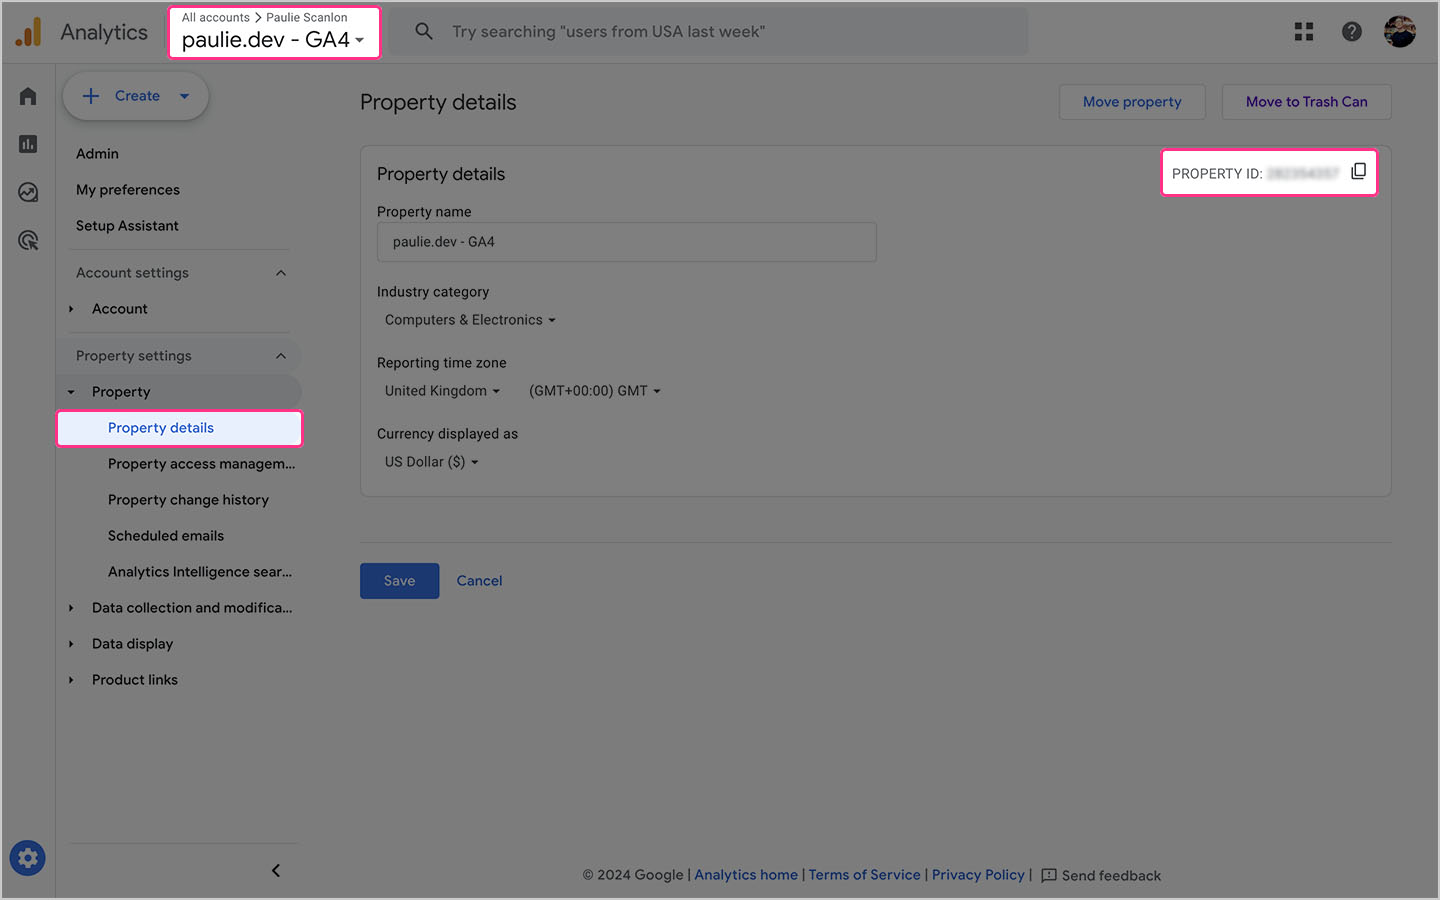 Analytics
All accounts > Paulie Scanlon
paulie.dev - GA4
Try searching "users from USA last week"
Create
Admin
My preferences
Setup Assistant
Account settings
Account
Property settings
Property
Property details
Property access managem...
Property change history
Scheduled emails
Analytics Intelligence sear...
Data collection and modifica...
Data display
Product links
Property details
Move property
Move to Trash Can
Property details
PROPERTY ID:
Property name
paulie.dev - GA4
Industry category
Computers & Electronics
Reporting time zone
United Kingdom (GMT+00:00) GMT
Currency displayed as
US Dollar ($)
Save Cancel
© 2024 Google | Analytics home | Terms of Service | Privacy Policy | Send feedback